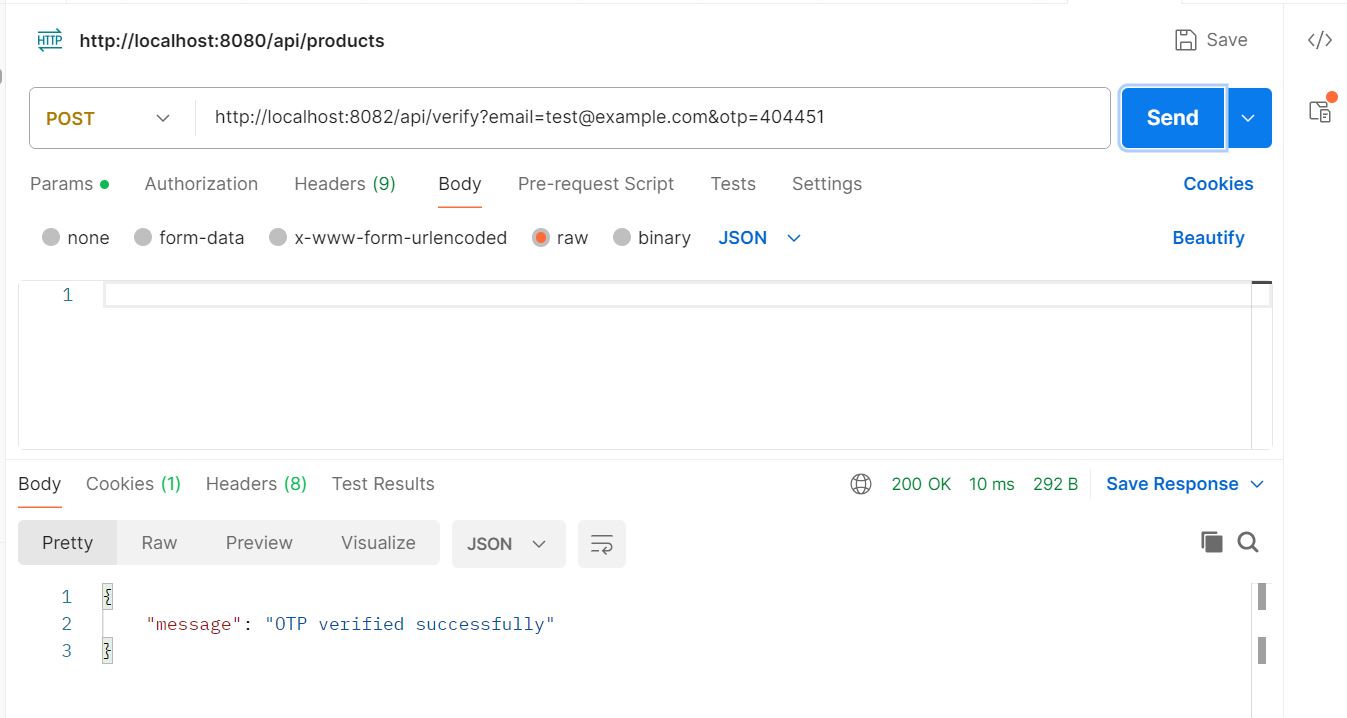 HTTP http://localhost:8080/api/products Save </>
POST http://localhost:8082/api/verify?email=test@example.com&otp=404451 Send
Params Authorization Headers (9) Body Pre-request Script Tests Settings Cookies
none form-data x-www-form-urlencoded raw binary JSON Beautify
1
Body Cookies (1) Headers (8) Test Results 200 OK 10 ms 292 B Save Response
Pretty Raw Preview Visualize JSON
1 {
2 "message": "OTP verified successfully"
3 }